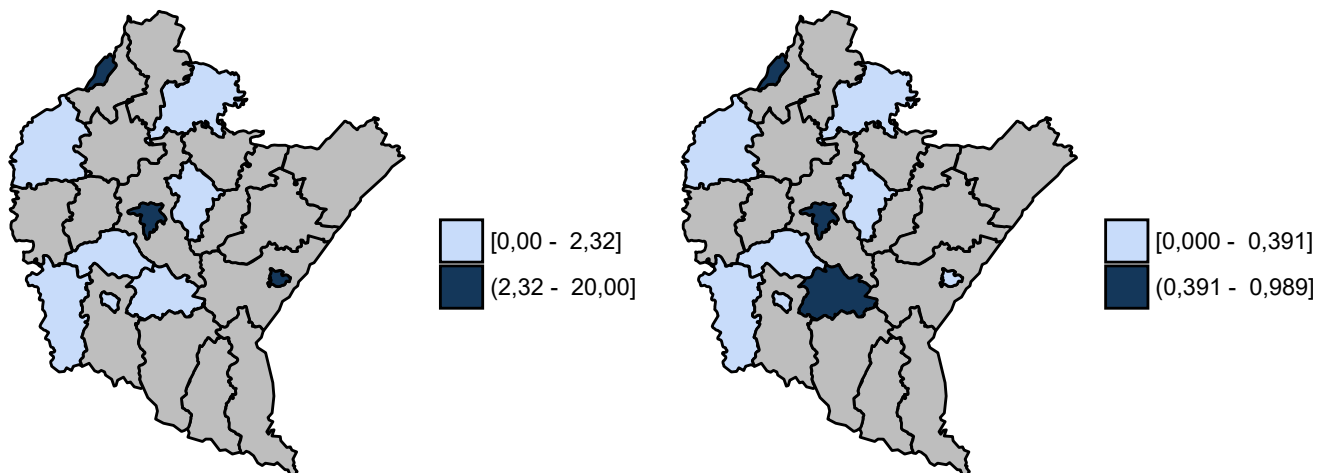 [0,00 - 2,32]
(2,32 - 20,00]
[0,000 - 0,391]
(0,391 - 0,989]